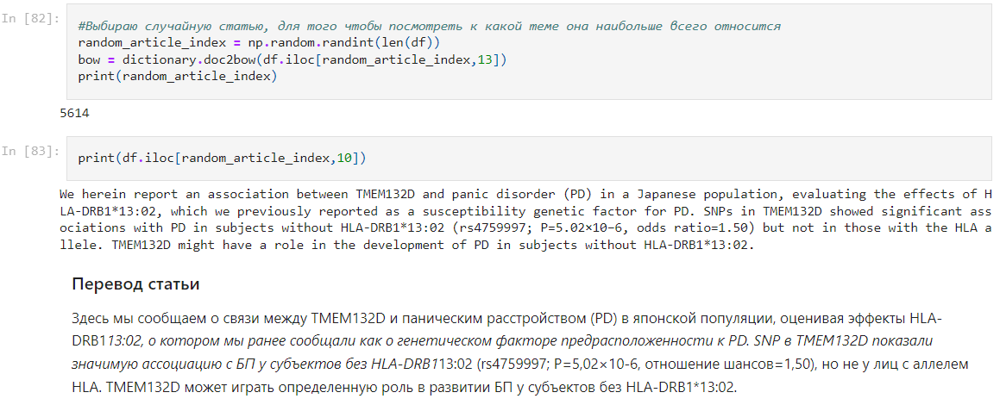 In [82]:
#Выбираю случайную статью, для того чтобы посмотреть к какой теме она наибольше всего относится
random_article_index = np.random.randint(len(df))
bow = dictionary.doc2bow(df.iloc[random_article_index,13])
print(random_article_index)
5614
In [83]:
print(df.iloc[random_article_index,10])
We herein report an association between TMEM132D and panic disorder (PD) in a Japanese population, evaluating the effects of H
LA-DRB1*13:02, which we previously reported as a susceptibility genetic factor for PD. SNPs in TMEM132D showed significant ass
ociations with PD in subjects without HLA-DRB1*13:02 (rs4759997; P=5.02×10−6, odds ratio=1.50) but not in those with the HLA a
llele. TMEM132D might have a role in the development of PD in subjects without HLA-DRB1*13:02.
Перевод статьи
Здесь мы сообщаем о связи между TMEM132D и паническим расстройством (PD) в японской популяции, оценивая эффекты HLA-
DRB113:02, о котором мы ранее сообщали как о генетическом факторе предрасположенности к PD. SNP в TMEM132D показали
значимую ассоциацию с БП у субъектов без HLA-DRB113:02 (rs4759997; P=5,02×10-6, отношение шансов=1,50), но не у лиц с аллелем
HLA. TMEM132D может играть определенную роль в развитии БП у субъектов без HLA-DRB1*13:02.